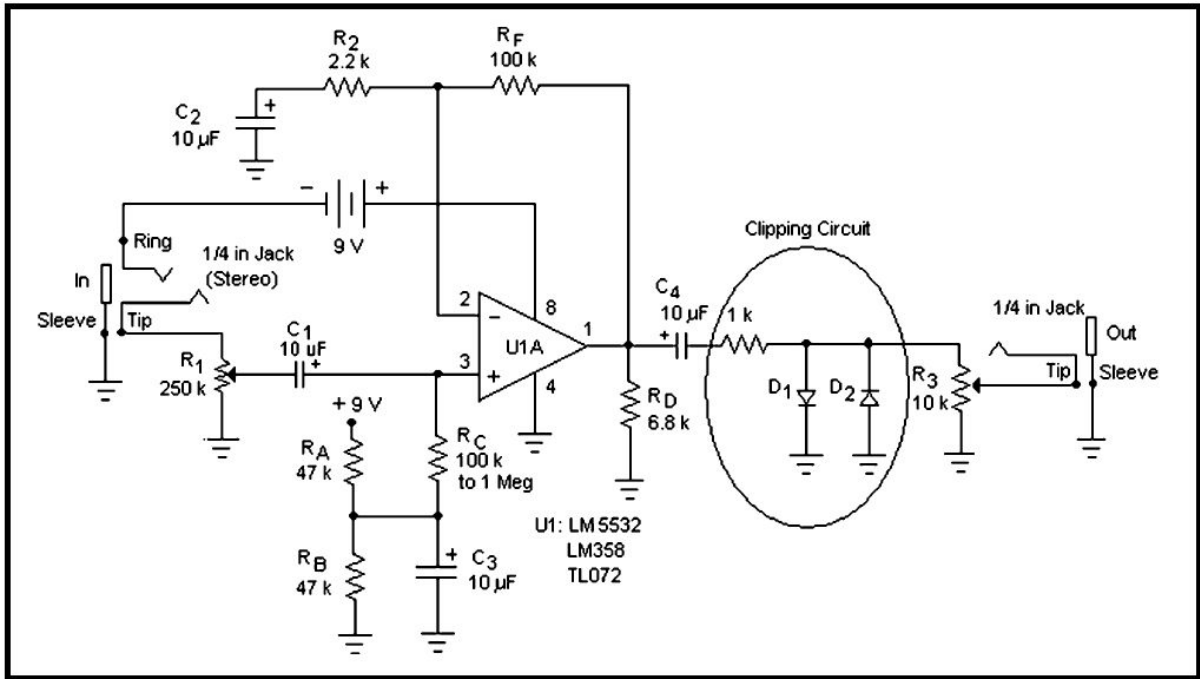 R2
2.2 k
RF
100 k
C2
10 µF
+
-
+
9 V
Ring
1/4 in Jack
(Stereo)
In
Sleeve
Tip
R1
250 k
C1
10 uF
+
2
-
3
+
U1A
8
4
1
+ 9 V
RA
47 k
RB
47 k
RC
100 k
to 1 Meg
+
C3
10 µF
RD
6.8 k
U1: LM5532
LM358
TL072
C4
10 µF
+
Clipping Circuit
1 k
D1
D2
R3
10 k
1/4 in Jack
Out
Tip
Sleeve